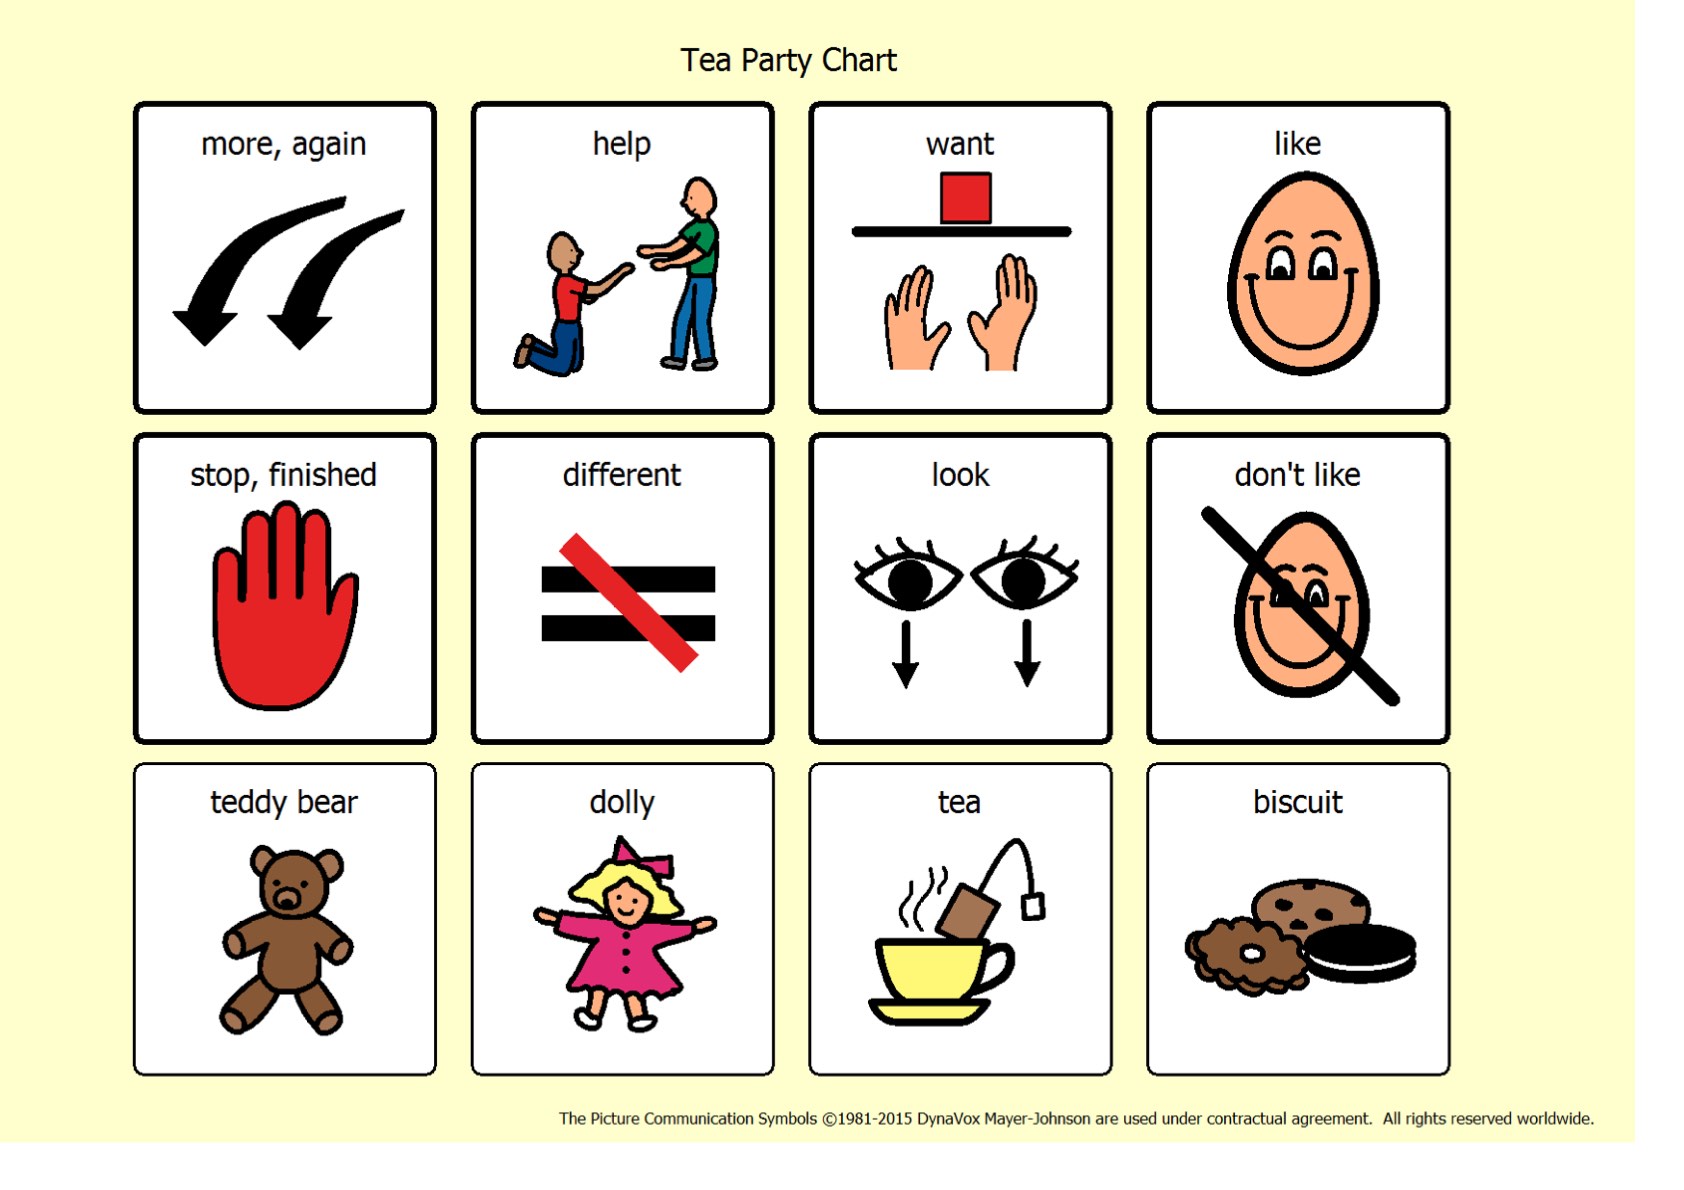 Tea Party Chart
more, again
help
want
like
stop, finished
different
look
don't like
teddy bear
dolly
tea
biscuit
The Picture Communication Symbols ©1981-2015 DynaVox Mayer-Johnson are used under contractual agreement.  All rights reserved worldwide.